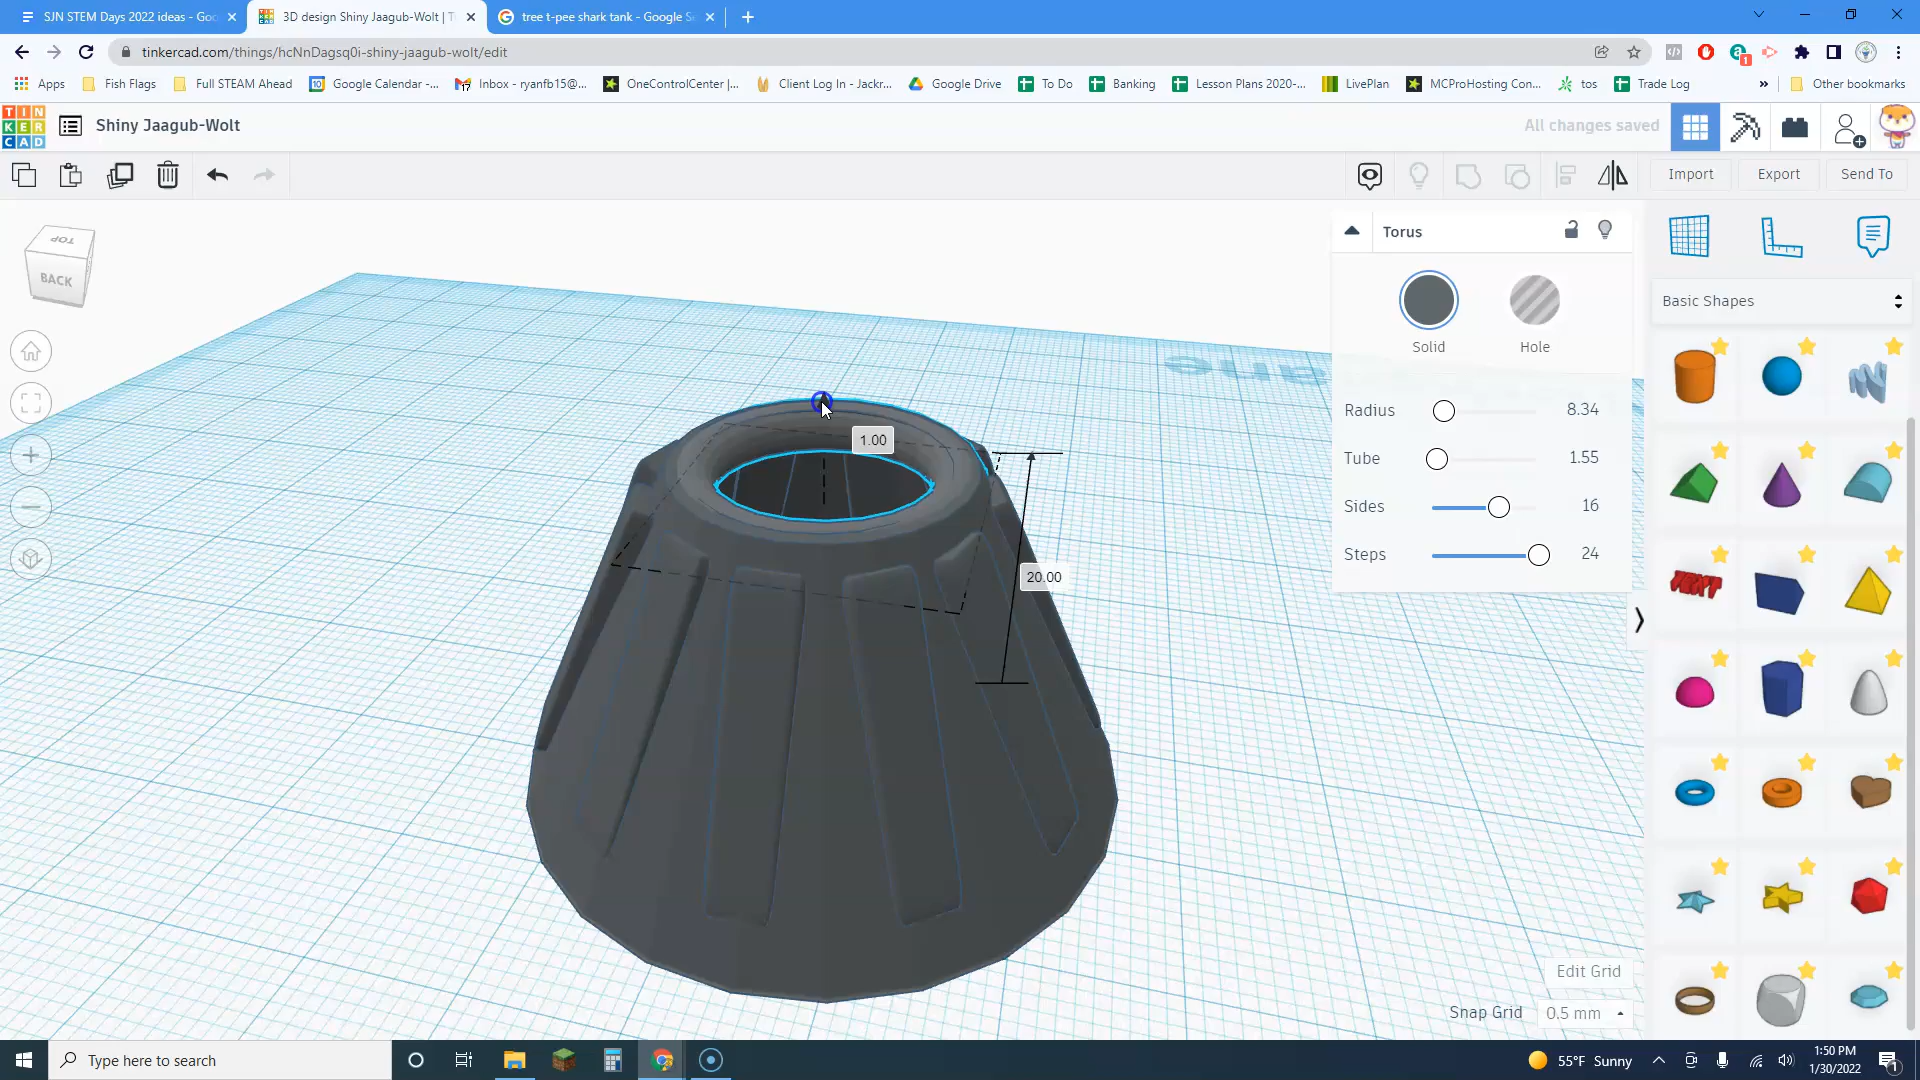 SJN STEM Days 2022 ideas - Goo
3D design Shiny Jaagub-Wolt | T
tree t-pee shark tank - Google S
tinkercad.com/things/hcNnDagsq0i-shiny-jaagub-wolt/edit
Apps
Fish Flags
Full STEAM Ahead
Google Calendar -...
Inbox - ryanfb15@...
OneControlCenter |...
Client Log In - Jackr...
Google Drive
To Do
Banking
Lesson Plans 2020-...
LivePlan
MCProHosting Con...
tos
Trade Log
»
Other bookmarks
TIN
KER
CAD
Shiny Jaagub-Wolt
All changes saved
Import
Export
Send To
TOP
BACK
Torus
Solid
Hole
Radius
8.34
Tube
1.55
Sides
16
Steps
24
Basic Shapes
1.00
20.00
TEXT
Edit Grid
Snap Grid
0.5 mm
Type here to search
55°F Sunny
1:50 PM
1/30/2022
1